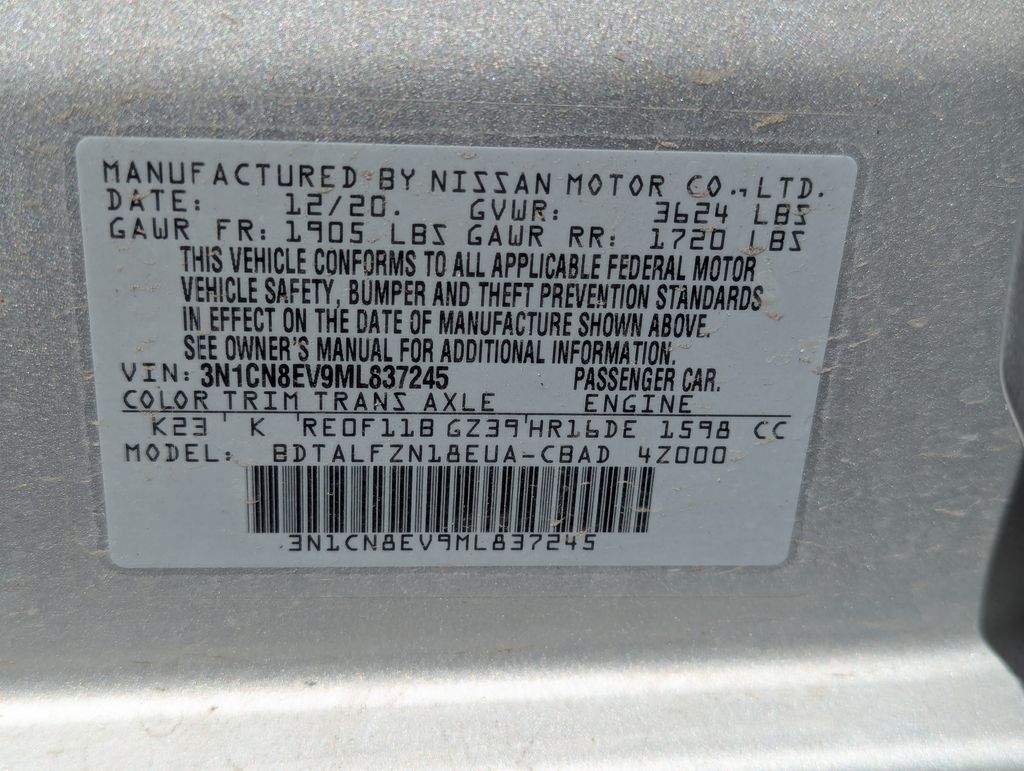 MANUFACTURED BY NISSAN MOTOR CO., LTD.
DATE: 12/20. GVWR: 3624 LBS
GAWR FR: 1905 LBS GAWR RR: 1720 LBS
THIS VEHICLE CONFORMS TO ALL APPLICABLE FEDERAL MOTOR
VEHICLE SAFETY, BUMPER AND THEFT PREVENTION STANDARDS
IN EFFECT ON THE DATE OF MANUFACTURE SHOWN ABOVE.
SEE OWNER'S MANUAL FOR ADDITIONAL INFORMATION.
VIN: 3N1CN8EV9ML837245 PASSENGER CAR.
COLOR TRIM TRANS AXLE ENGINE
K23 K RE0F11B GZ39 HR16DE 1598 CC
MODEL: BDTALFZN18EUA-CBAD 4Z000
3N1CN8EV9ML837245